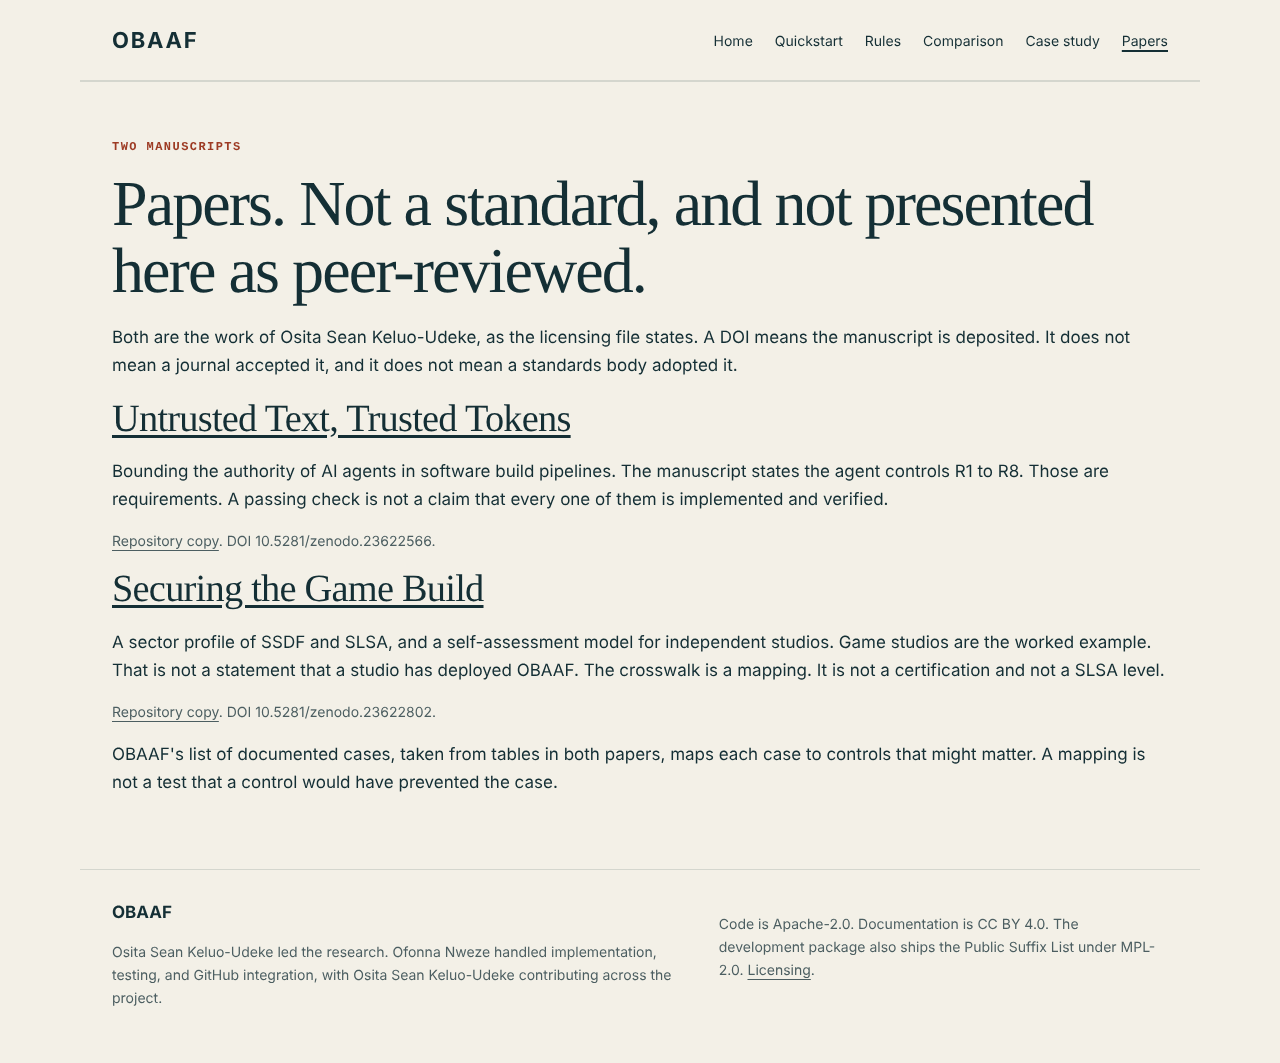 OBAAF
Home Quickstart Rules Comparison Case study Papers
TWO MANUSCRIPTS
Papers. Not a standard, and not presented
here as peer-reviewed.
Both are the work of Osita Sean Keluo-Udeke, as the licensing file states. A DOI means the manuscript is deposited. It does not
mean a journal accepted it, and it does not mean a standards body adopted it.
Untrusted Text, Trusted Tokens
Bounding the authority of AI agents in software build pipelines. The manuscript states the agent controls R1 to R8. Those are
requirements. A passing check is not a claim that every one of them is implemented and verified.
Repository copy. DOI 10.5281/zenodo.23622566.
Securing the Game Build
A sector profile of SSDF and SLSA, and a self-assessment model for independent studios. Game studios are the worked example.
That is not a statement that a studio has deployed OBAAF. The crosswalk is a mapping. It is not a certification and not a SLSA level.
Repository copy. DOI 10.5281/zenodo.23622802.
OBAAF's list of documented cases, taken from tables in both papers, maps each case to controls that might matter. A mapping is
not a test that a control would have prevented the case.
OBAAF
Osita Sean Keluo-Udeke led the research. Ofonna Nweze handled implementation,
testing, and GitHub integration, with Osita Sean Keluo-Udeke contributing across the
project.
Code is Apache-2.0. Documentation is CC BY 4.0. The
development package also ships the Public Suffix List under MPL-
2.0. Licensing.